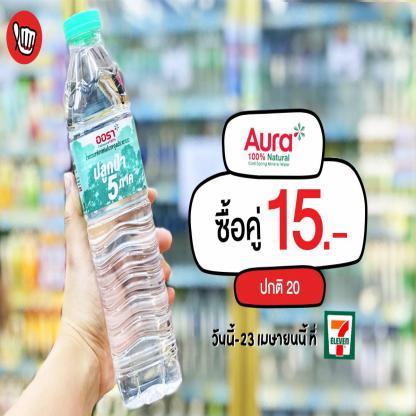 ออรา
ปลูกป่า
5 ภาค
Aura
100% Natural
Cold Spring Mineral Water
ซื้อคู่ 15.-
ปกติ 20
วันนี้-23 เมษายนนี้ ที่
7
ELEVEN